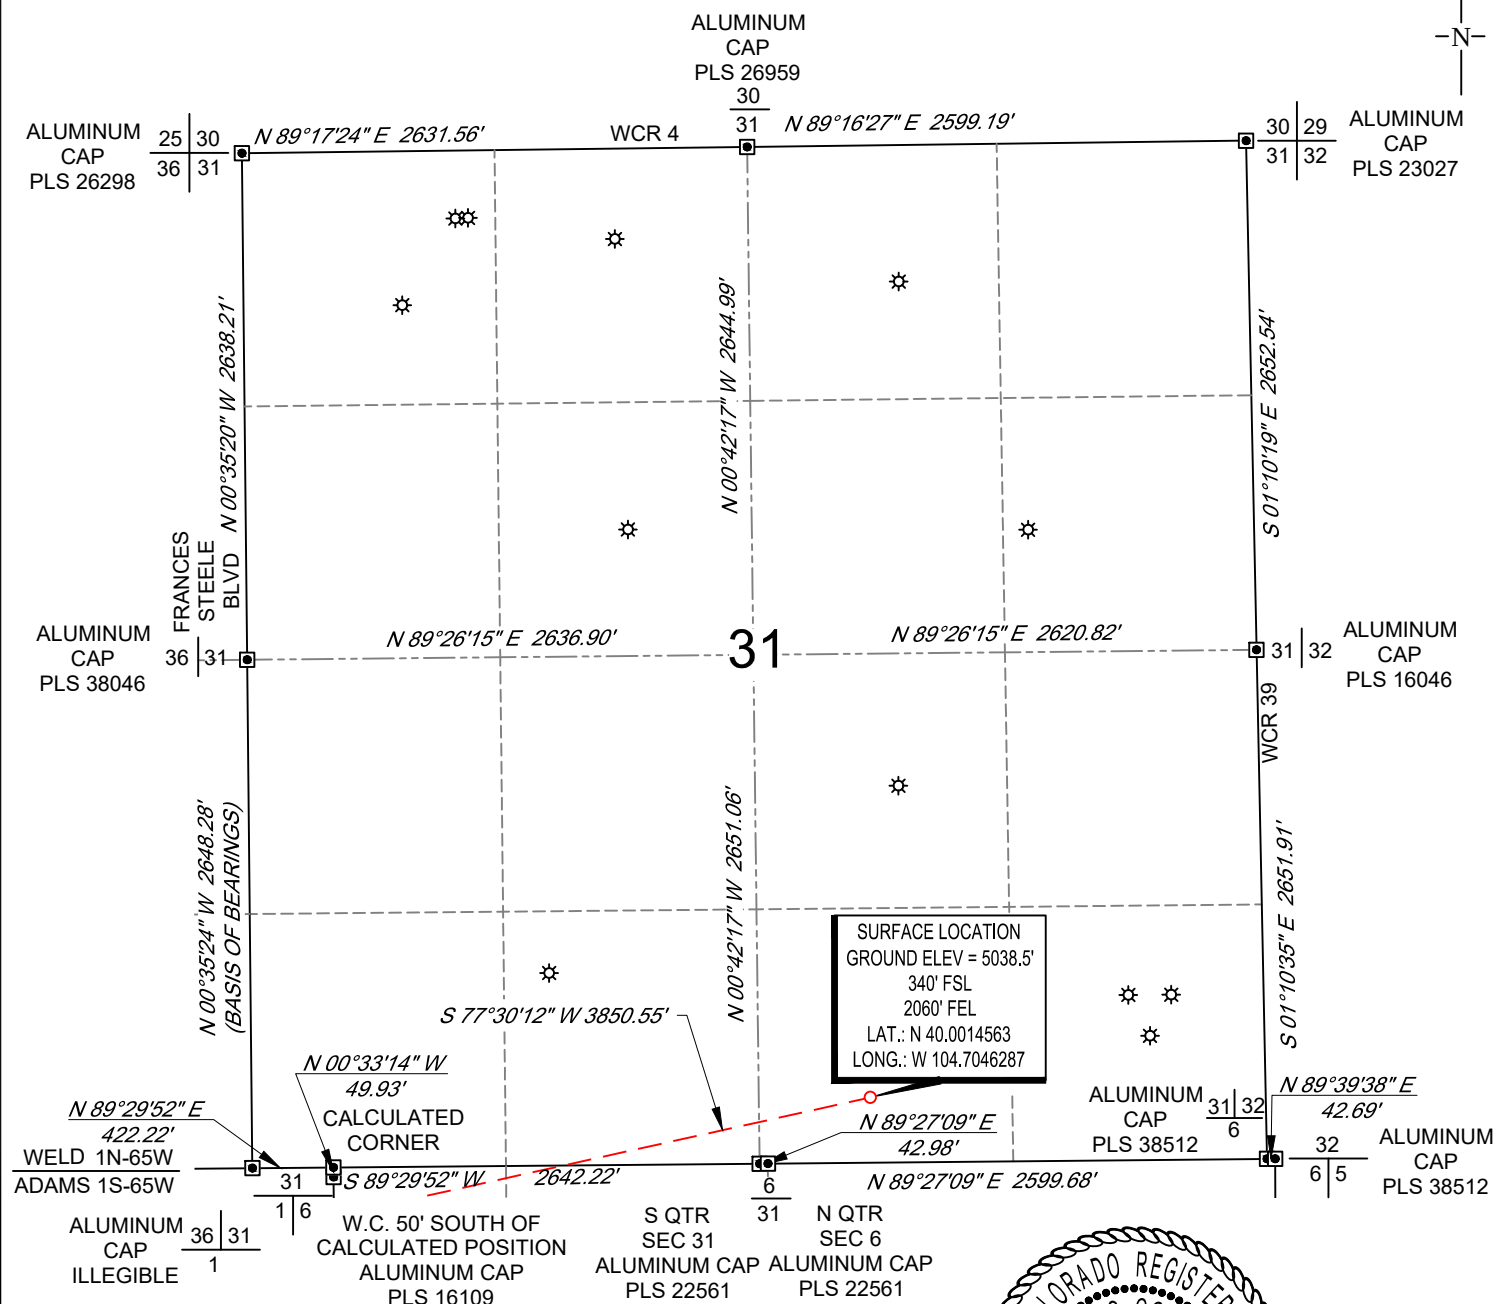 ALUMINUM
CAP
PLS 26959
30
31
N
ALUMINUM
CAP
PLS 26298
25 30
36 31
N 89°17'24" E 2631.56'
WCR 4
N 89°16'27" E 2599.19'
30 29
31 32
ALUMINUM
CAP
PLS 23027
N 00°35'20" W 2638.21'
N 00°42'17" W 2644.99'
S 01°10'19" E 2652.54'
FRANCES
STEELE
BLVD
ALUMINUM
CAP
PLS 38046
36 31
N 89°26'15" E 2636.90'
31
N 89°26'15" E 2620.82'
31 32
ALUMINUM
CAP
PLS 16046
WCR 39
N 00°35'24" W 2648.28'
(BASIS OF BEARINGS)
N 00°42'17" W 2651.06'
S 01°10'35" E 2651.91'
SURFACE LOCATION
GROUND ELEV = 5038.5'
340' FSL
2060' FEL
LAT.: N 40.0014563
LONG.: W 104.7046287
S 77°30'12" W 3850.55'
N 00°33'14" W
49.93'
CALCULATED
CORNER
N 89°29'52" E
422.22'
WELD 1N-65W
ADAMS 1S-65W
31
1 6
S 89°29'52" W 2642.22'
N 89°27'09" E
42.98'
N 89°27'09" E 2599.68'
ALUMINUM
CAP
PLS 38512
31 32
6
N 89°39'38" E
42.69'
32
6 5
ALUMINUM
CAP
PLS 38512
ALUMINUM
CAP
ILLEGIBLE
36 31
1
W.C. 50' SOUTH OF
CALCULATED POSITION
ALUMINUM CAP
PLS 16109
6
31
S QTR
SEC 31
ALUMINUM CAP
PLS 22561
N QTR
SEC 6
ALUMINUM CAP
PLS 22561